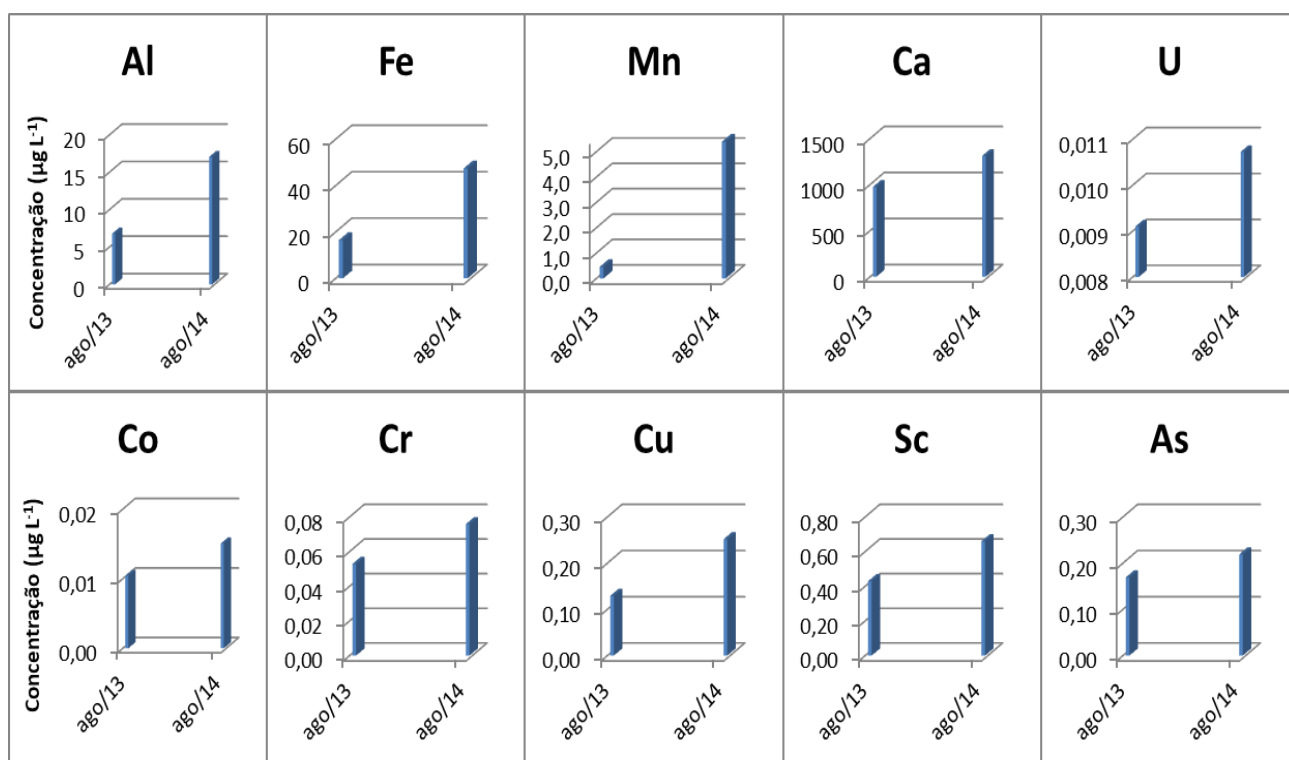 Al
Concentração (µg L⁻¹)
20
15
10
5
0
ago/13
ago/14
Fe
60
40
20
0
ago/13
ago/14
Mn
5,0
4,0
3,0
2,0
1,0
0,0
ago/13
ago/14
Ca
1500
1000
500
0
ago/13
ago/14
U
0,011
0,010
0,009
0,008
ago/13
ago/14
Co
Concentração (µg L⁻¹)
0,02
0,01
0,00
ago/13
ago/14
Cr
0,08
0,06
0,04
0,02
0,00
ago/13
ago/14
Cu
0,30
0,20
0,10
0,00
ago/13
ago/14
Sc
0,80
0,60
0,40
0,20
0,00
ago/13
ago/14
As
0,30
0,20
0,10
0,00
ago/13
ago/14